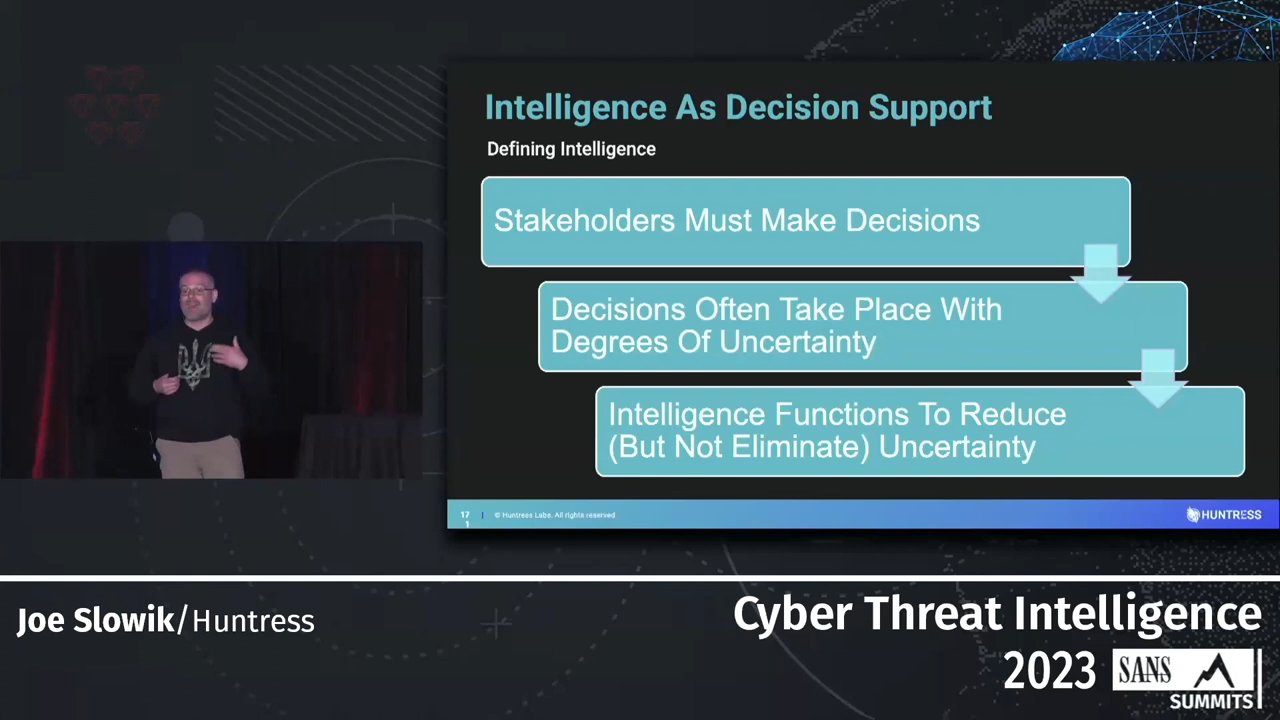 Intelligence As Decision Support
Defining Intelligence
Stakeholders Must Make Decisions
Decisions Often Take Place With
Degrees Of Uncertainty
Intelligence Functions To Reduce
(But Not Eliminate) Uncertainty
17
1
© Huntress Labs. All rights reserved
HUNTRESS
Joe Slowik/Huntress
Cyber Threat Intelligence
2023
SANS
SUMMITS